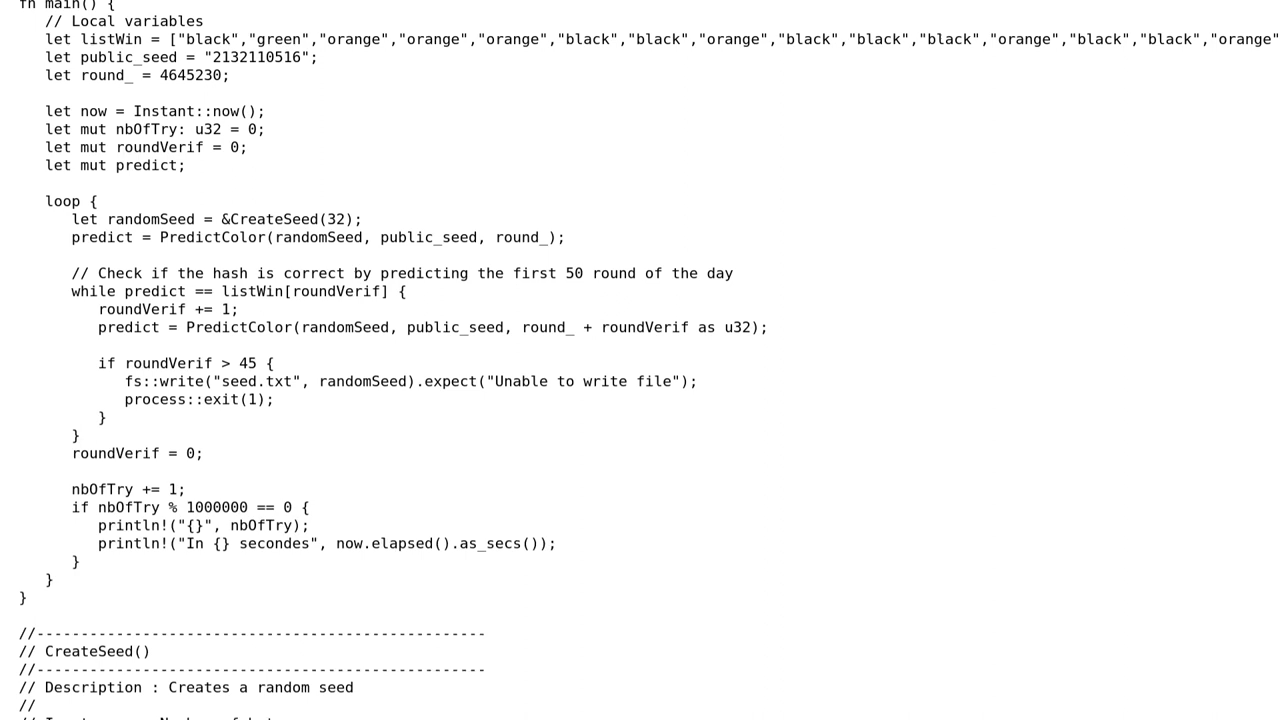 fn main() {
   // Local variables
   let listWin = ["black","green","orange","orange","orange","black","black","orange","black","black","black","orange","black","black","orange"
   let public_seed = "2132110516";
   let round_ = 4645230;

   let now = Instant::now();
   let mut nbOfTry: u32 = 0;
   let mut roundVerif = 0;
   let mut predict;

   loop {
      let randomSeed = &CreateSeed(32);
      predict = PredictColor(randomSeed, public_seed, round_);

      // Check if the hash is correct by predicting the first 50 round of the day
      while predict == listWin[roundVerif] {
         roundVerif += 1;
         predict = PredictColor(randomSeed, public_seed, round_ + roundVerif as u32);

         if roundVerif > 45 {
            fs::write("seed.txt", randomSeed).expect("Unable to write file");
            process::exit(1);
         }
      }
      roundVerif = 0;

      nbOfTry += 1;
      if nbOfTry % 1000000 == 0 {
         println!("{}", nbOfTry);
         println!("In {} secondes", now.elapsed().as_secs());
      }
   }
}

//---------------------------------------------------
// CreateSeed()
//---------------------------------------------------
// Description : Creates a random seed
//